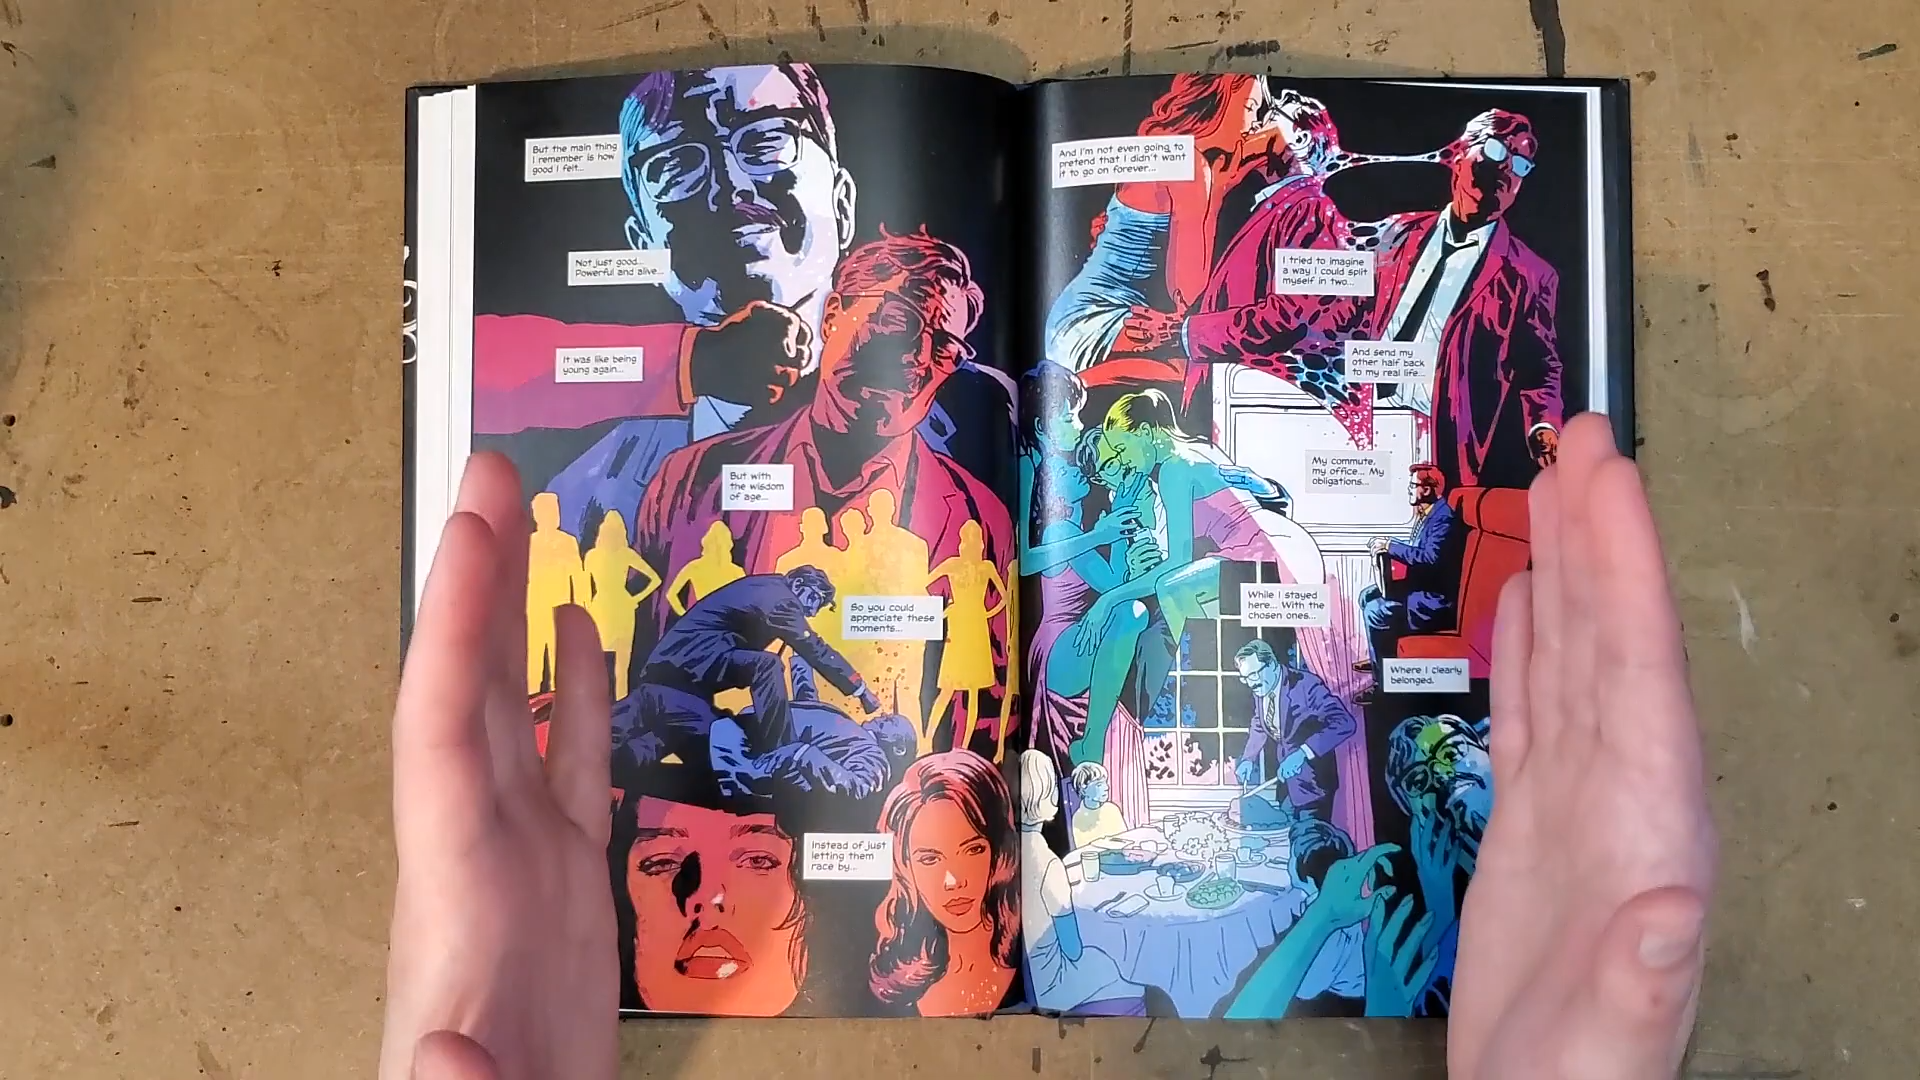 But the main thing
I remember is how
good I felt...
Not just good...
Powerful and alive...
It was like being
young again...
But with
the wisdom
of age...
So you could
appreciate these
moments...
Instead of just
letting them
race by...
And I'm not even going to
pretend that I didn't want
it to go on forever...
I tried to imagine
a way I could split
myself in two...
And send my
other half back
to my real life...
My commute,
my office... My
obligations...
While I stayed
here... With the
chosen ones...
Where I clearly
belonged.